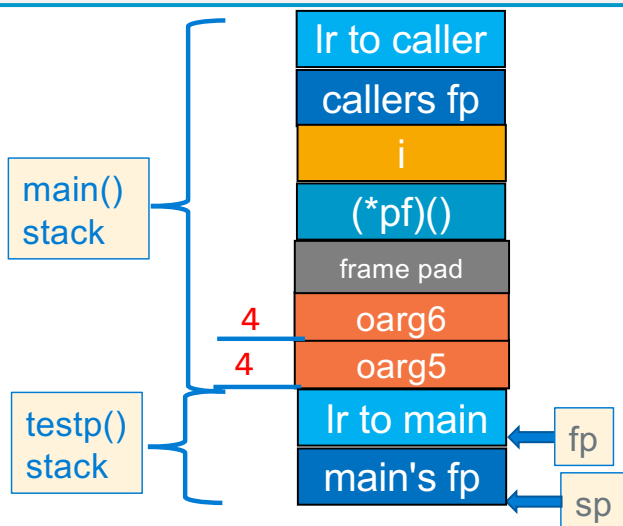 lr to caller
callers fp
i
main()
stack
(*pf)()
frame pad
4
oarg6
4
oarg5
testp()
stack
lr to main
fp
main's fp
sp